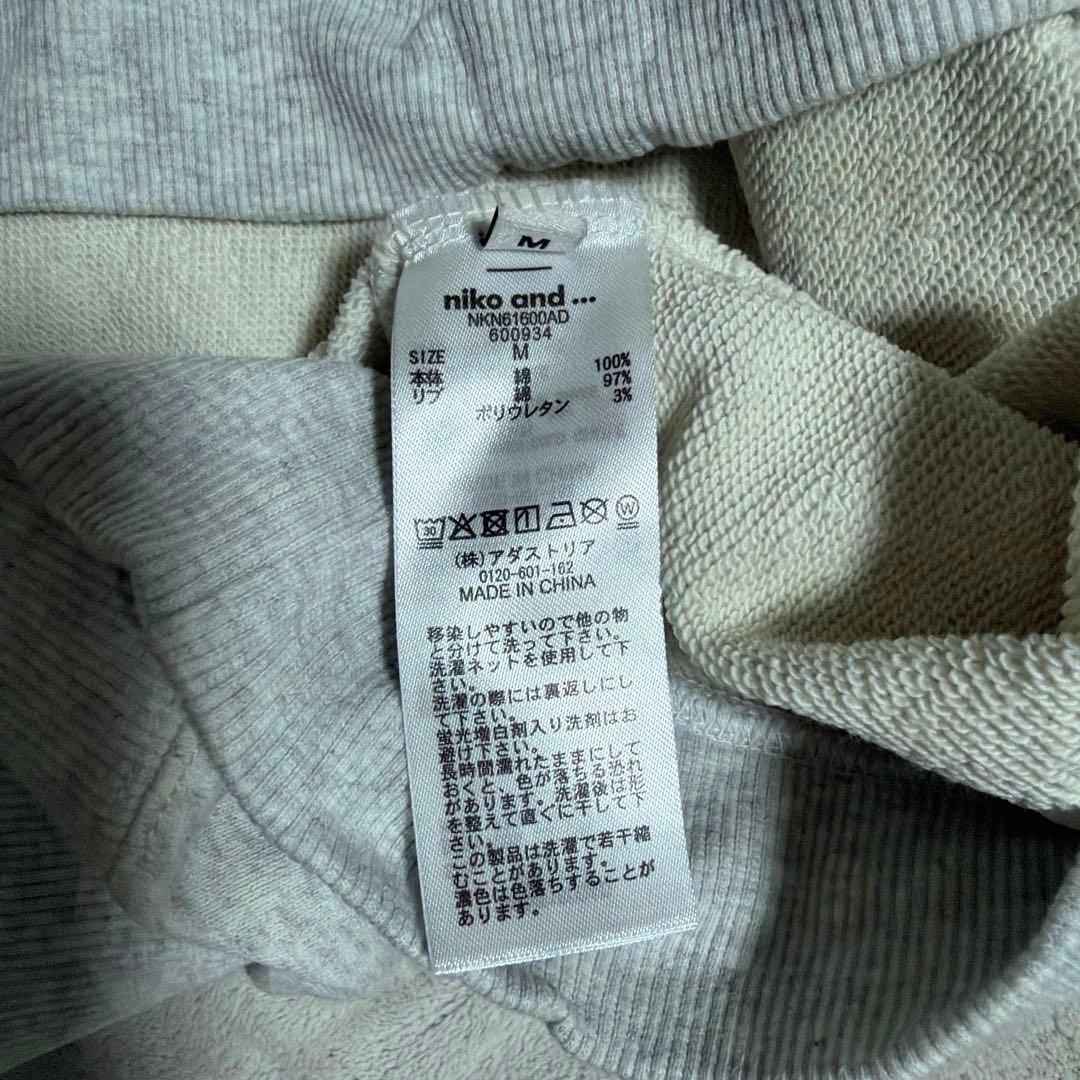 M
niko and ...
NKN61600AD
600934
SIZE M
本体 綿 100%
リブ 綿 97%
ポリウレタン 3%
30
W
(株)アダストリア
0120-601-162
MADE IN CHINA
移染しやすいので他の物
と分けて洗って下さい。
洗濯ネットを使用して下
さい。
洗濯の際には裏返しにし
て下さい。
蛍光増白剤入り洗剤はお
避け下さい。
長時間濡れたままにして
おくと、色が落ちる恐れ
があります。洗濯後は形
を整えて直ぐに干して下
さい。
この製品は洗濯で若干縮
むことがあります。
濃色は色落ちすることが
あります。